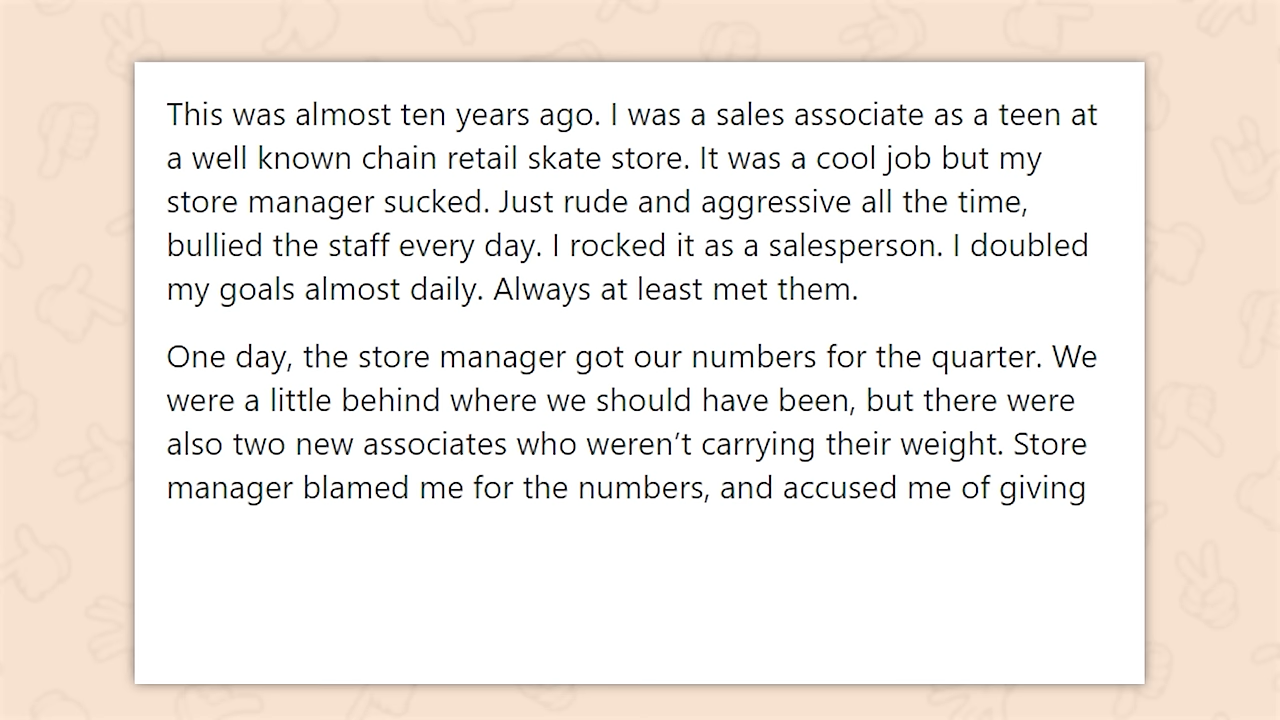 This was almost ten years ago. I was a sales associate as a teen at
a well known chain retail skate store. It was a cool job but my
store manager sucked. Just rude and aggressive all the time,
bullied the staff every day. I rocked it as a salesperson. I doubled
my goals almost daily. Always at least met them.
One day, the store manager got our numbers for the quarter. We
were a little behind where we should have been, but there were
also two new associates who weren’t carrying their weight. Store
manager blamed me for the numbers, and accused me of giving